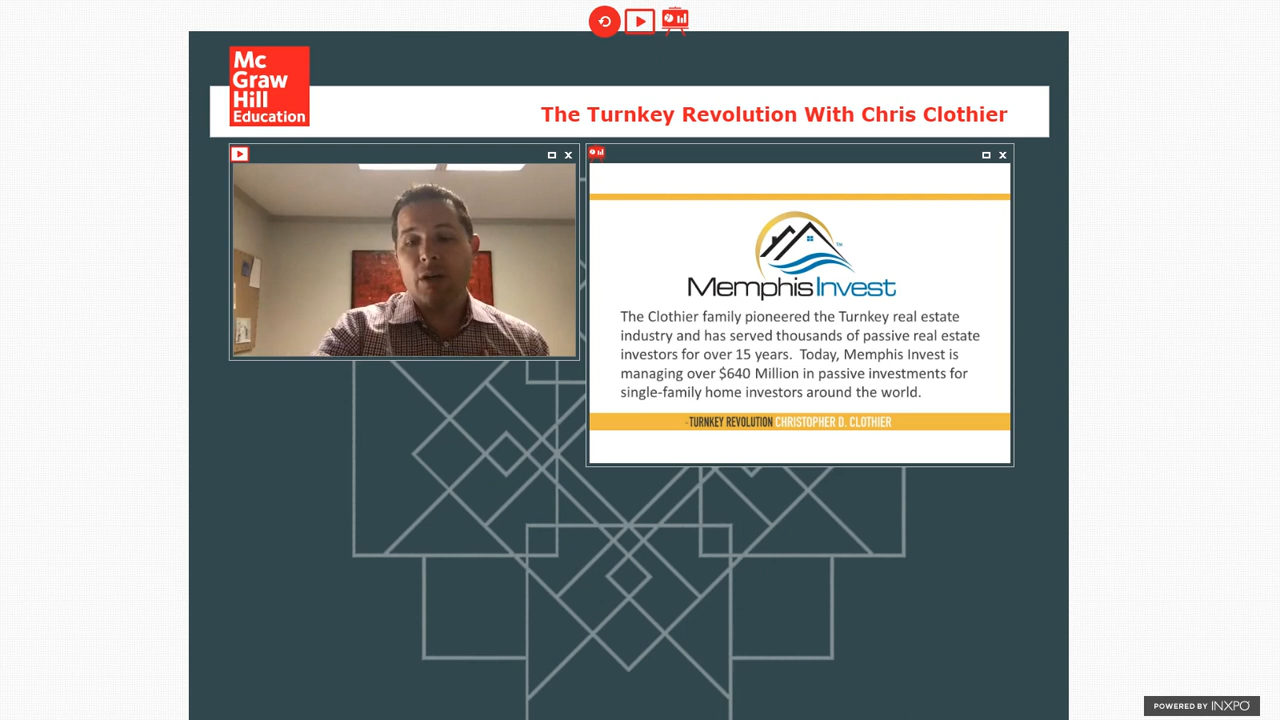 Mc
Graw
Hill
Education
The Turnkey Revolution With Chris Clothier
MemphisInvest
TM
The Clothier family pioneered the Turnkey real estate
industry and has served thousands of passive real estate
investors for over 15 years.  Today, Memphis Invest is
managing over $640 Million in passive investments for
single-family home investors around the world.
- TURNKEY REVOLUTION CHRISTOPHER D. CLOTHIER
POWERED BY INXPO